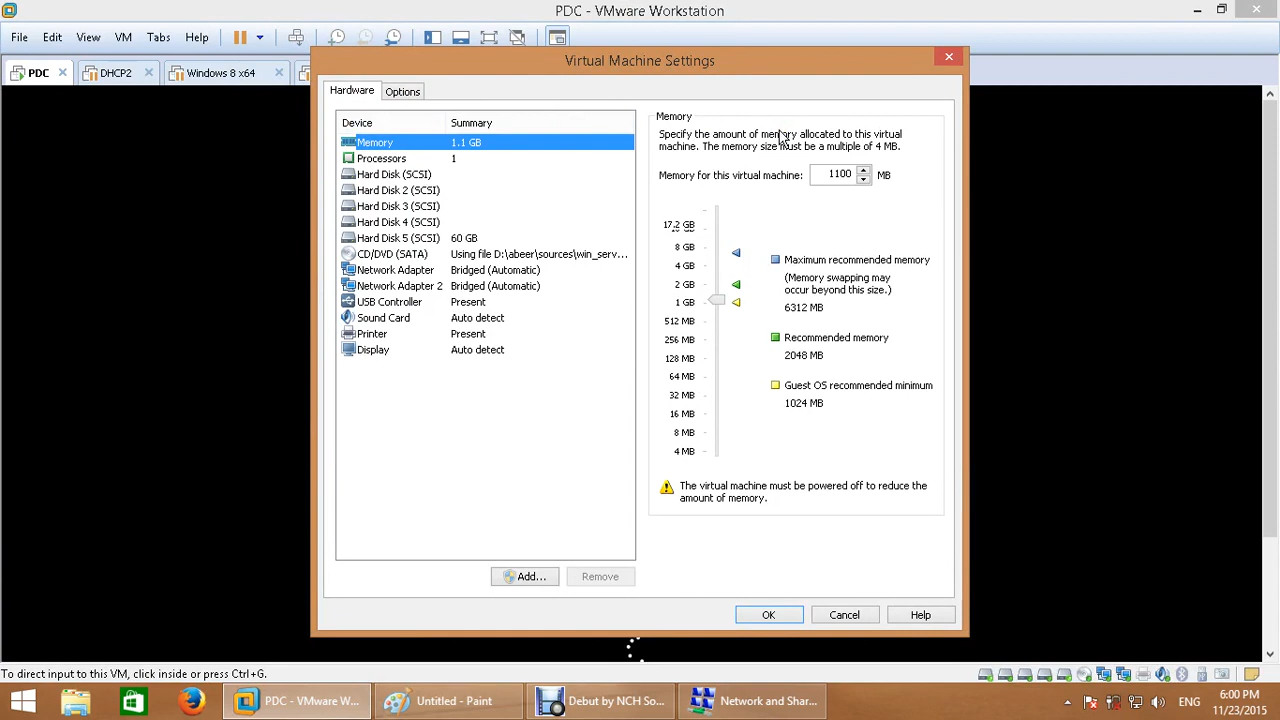 PDC - VMware Workstation
File Edit View VM Tabs Help
PDC DHCP2 Windows 8 x64
Virtual Machine Settings
Hardware Options
Device Summary
Memory 1.1 GB
Processors 1
Hard Disk (SCSI)
Hard Disk 2 (SCSI)
Hard Disk 3 (SCSI)
Hard Disk 4 (SCSI)
Hard Disk 5 (SCSI) 60 GB
CD/DVD (SATA) Using file D:\abeer\sources\win_serv...
Network Adapter Bridged (Automatic)
Network Adapter 2 Bridged (Automatic)
USB Controller Present
Sound Card Auto detect
Printer Present
Display Auto detect
Add... Remove
Memory
Specify the amount of memory allocated to this virtual
machine. The memory size must be a multiple of 4 MB.
Memory for this virtual machine: 1100 MB
17.2 GB
8 GB
4 GB
2 GB
1 GB
512 MB
256 MB
128 MB
64 MB
32 MB
16 MB
8 MB
4 MB
Maximum recommended memory
(Memory swapping may
occur beyond this size.)
6312 MB
Recommended memory
2048 MB
Guest OS recommended minimum
1024 MB
The virtual machine must be powered off to reduce the
amount of memory.
OK Cancel Help
To direct input to this VM, click inside or press Ctrl+G.
PDC - VMware W... Untitled - Paint Debut by NCH So... Network and Shar... ENG 6:00 PM
11/23/2015